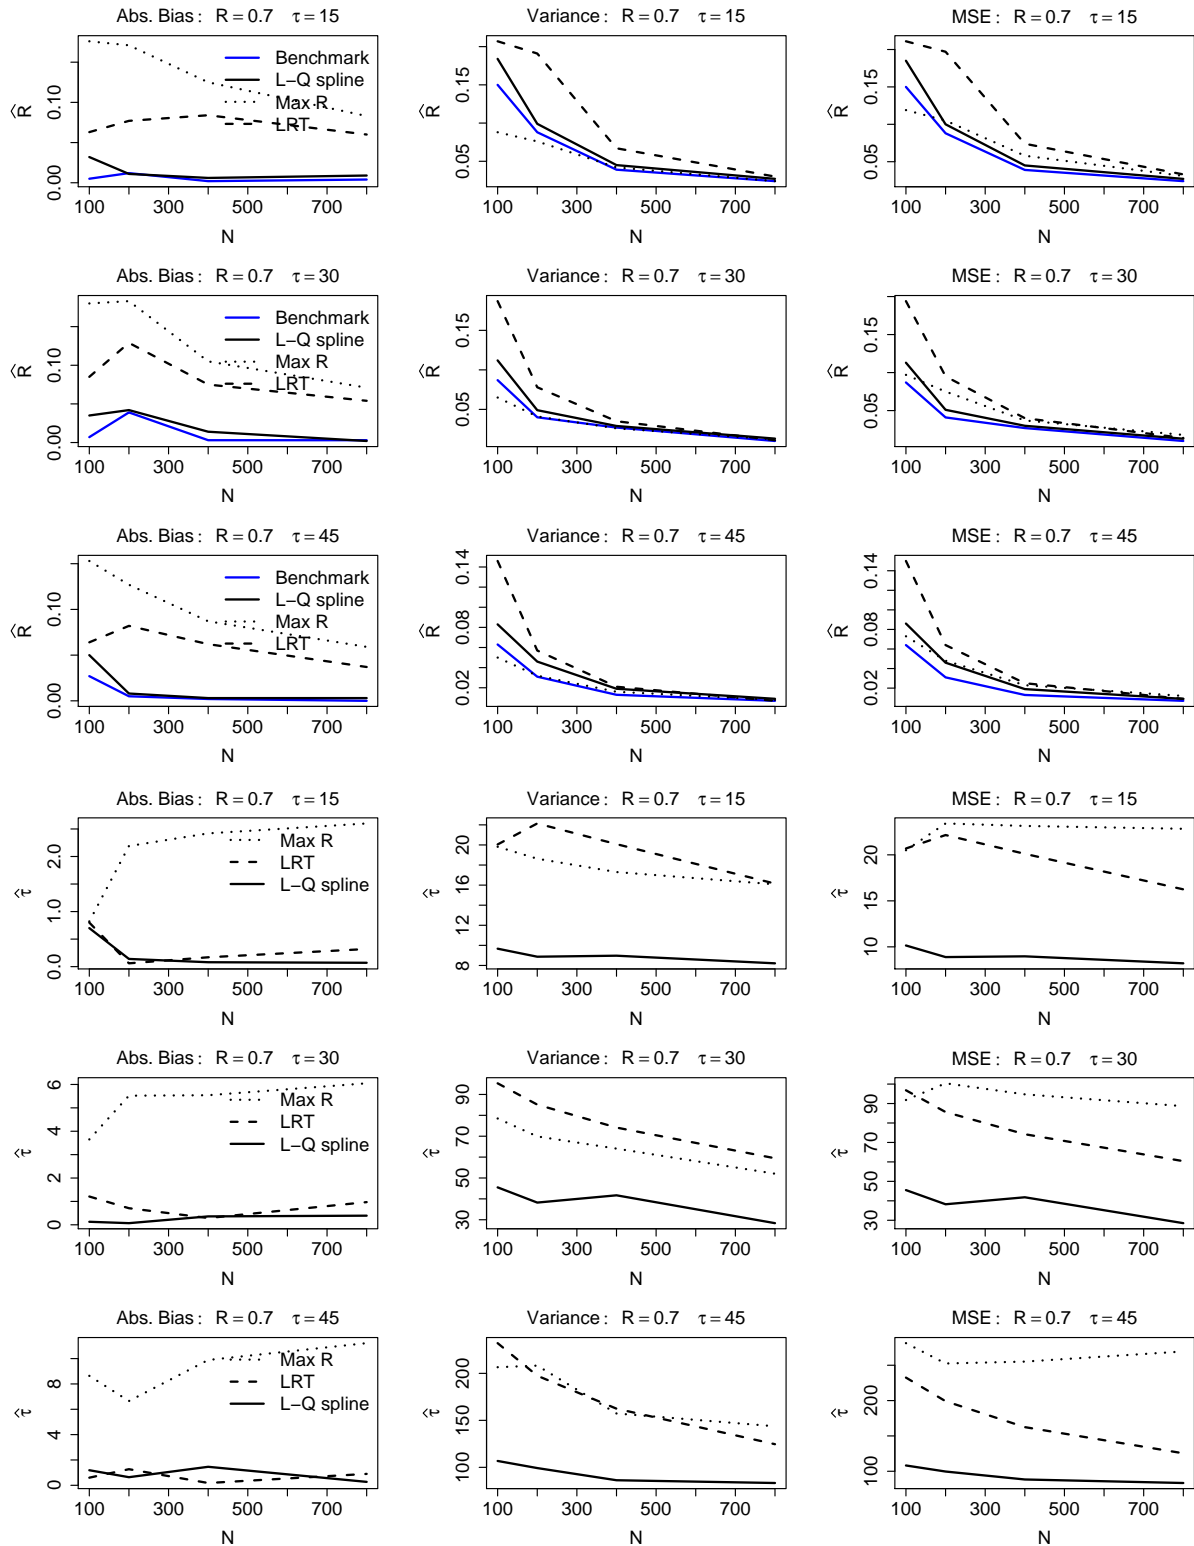 Abs. Bias : R = 0.7 τ = 15
Variance : R = 0.7 τ = 15
MSE : R = 0.7 τ = 15
R̂
0.00 0.10
Benchmark
L−Q spline
Max R
LRT
100 300 500 700
N
R̂
0.05 0.15
100 300 500 700
N
R̂
0.05 0.15
100 300 500 700
N
Abs. Bias : R = 0.7 τ = 30
Variance : R = 0.7 τ = 30
MSE : R = 0.7 τ = 30
R̂
0.00 0.10
Benchmark
L−Q spline
Max R
LRT
100 300 500 700
N
R̂
0.05 0.15
100 300 500 700
N
R̂
0.05 0.15
100 300 500 700
N
Abs. Bias : R = 0.7 τ = 45
Variance : R = 0.7 τ = 45
MSE : R = 0.7 τ = 45
R̂
0.00 0.10
Benchmark
L−Q spline
Max R
LRT
100 300 500 700
N
R̂
0.02 0.08 0.14
100 300 500 700
N
R̂
0.02 0.08 0.14
100 300 500 700
N
Abs. Bias : R = 0.7 τ = 15
Variance : R = 0.7 τ = 15
MSE : R = 0.7 τ = 15
τ̂
0.0 1.0 2.0
Max R
LRT
L−Q spline
100 300 500 700
N
τ̂
8 12 16 20
100 300 500 700
N
τ̂
10 15 20
100 300 500 700
N
Abs. Bias : R = 0.7 τ = 30
Variance : R = 0.7 τ = 30
MSE : R = 0.7 τ = 30
τ̂
0 2 4 6
Max R
LRT
L−Q spline
100 300 500 700
N
τ̂
30 50 70 90
100 300 500 700
N
τ̂
30 50 70 90
100 300 500 700
N
Abs. Bias : R = 0.7 τ = 45
Variance : R = 0.7 τ = 45
MSE : R = 0.7 τ = 45
τ̂
0 4 8
Max R
LRT
L−Q spline
100 300 500 700
N
τ̂
100 150 200
100 300 500 700
N
τ̂
100 200
100 300 500 700
N